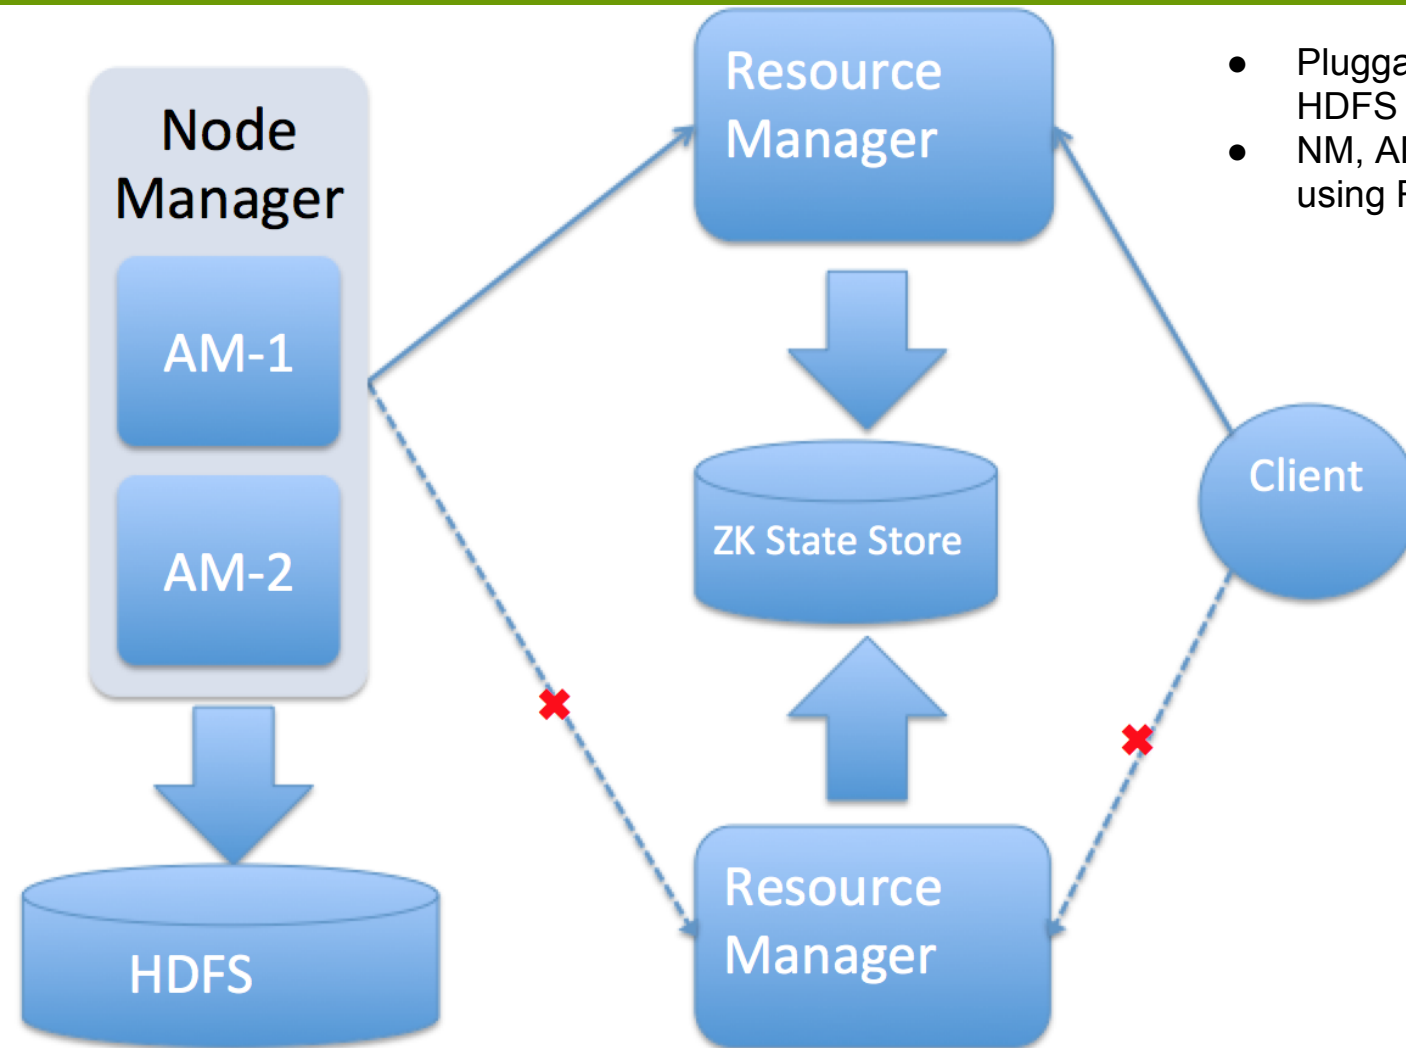 Node
Manager
AM-1
AM-2
HDFS
Resource
Manager
ZK State Store
Resource
Manager
Client
●
HDFS
● NM,
using